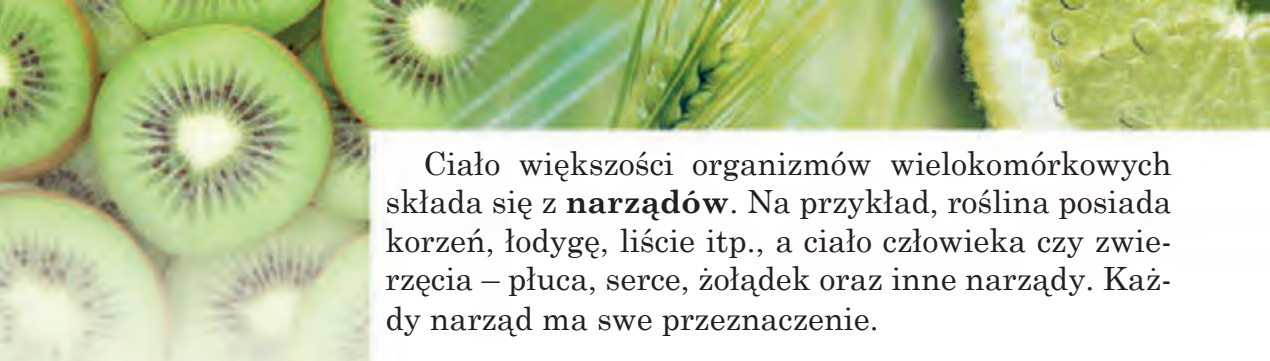 Ciało większości organizmów wielokomórkowych
składa się z narządów. Na przykład, roślina posiada
korzeń, łodygę, liście itp., a ciało człowieka czy zwie-
rzęcia – płuca, serce, żołądek oraz inne narządy. Każ-
dy narząd ma swe przeznaczenie.